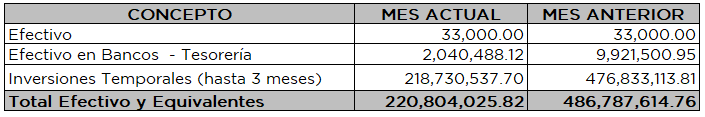 CONCEPTO MES ACTUAL MES ANTERIOR
Efectivo 33,000.00 33,000.00
Efectivo en Bancos - Tesorería 2,040,488.12 9,921,500.95
Inversiones Temporales (hasta 3 meses) 218,730,537.70 476,833,113.81
Total Efectivo y Equivalentes 220,804,025.82 486,787,614.76